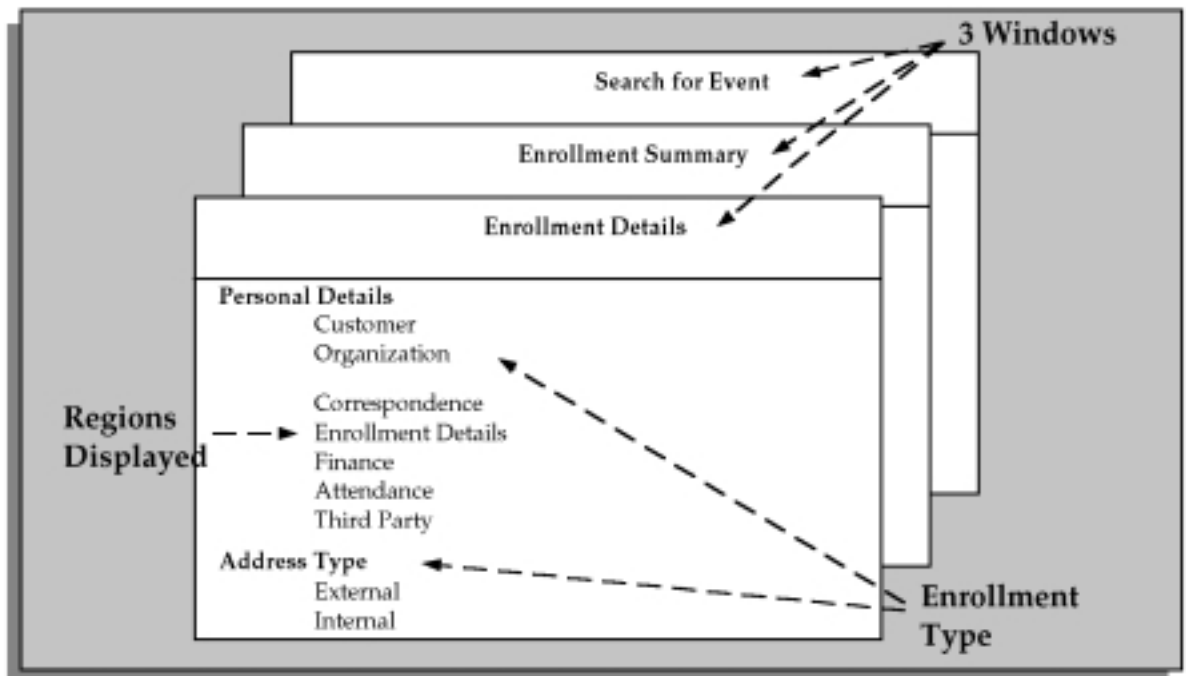 3 Windows
Search for Event
Enrollment Summary
Enrollment Details
Personal Details
Customer
Organization
Regions
Displayed
Correspondence
Enrollment Details
Finance
Attendance
Third Party
Address Type
External
Internal
Enrollment
Type